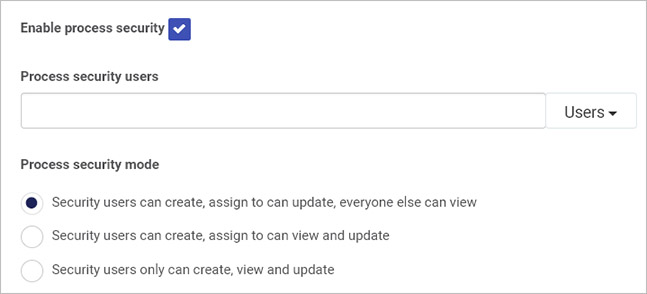 Enable process security
Process security users
Users
Process security mode
Security users can create, assign to can update, everyone else can view
Security users can create, assign to can view and update
Security users only can create, view and update